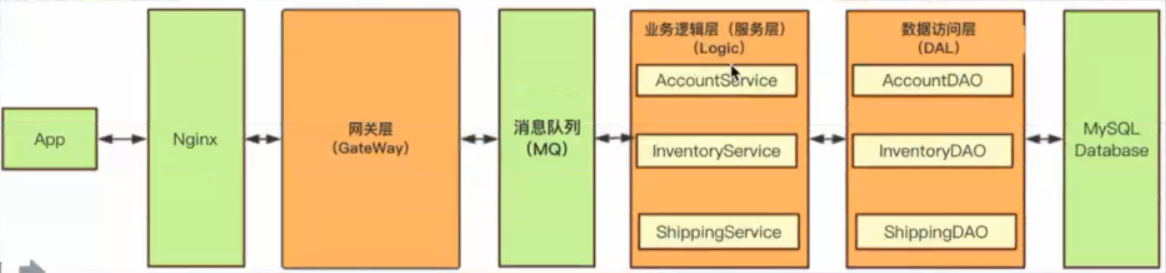 App
Nginx
网关层
(GateWay)
消息队列
(MQ)
业务逻辑层（服务层）
(Logic)
AccountService
InventoryService
ShippingService
数据访问层
(DAL)
AccountDAO
InventoryDAO
ShippingDAO
MySQL
Database